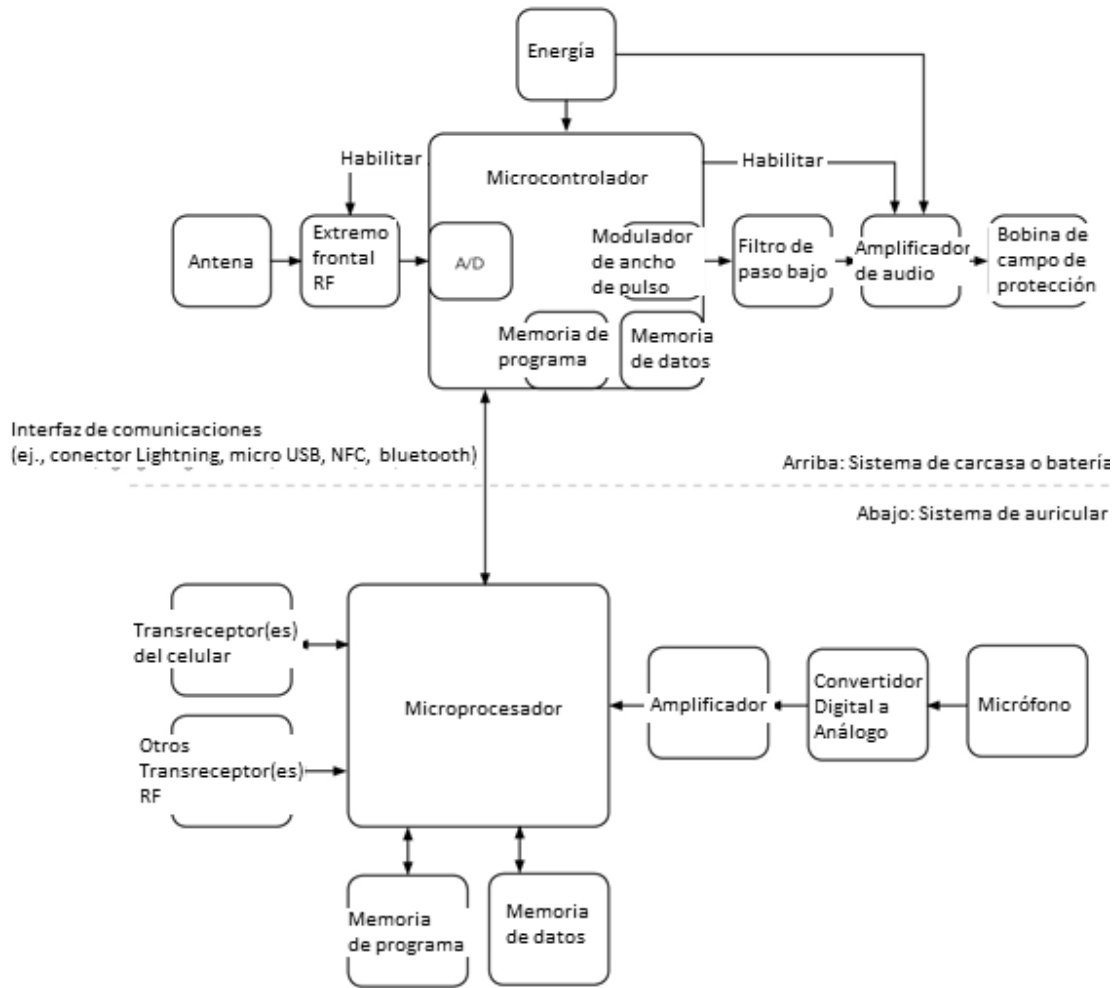 Energía
Habilitar
Microcontrolador
Habilitar
Antena
Extremo
frontal
RF
A/D
Modulador
de ancho
de pulso
Filtro de
paso bajo
Amplificador
de audio
Bobina de
campo de
protección
Memoria de
programa
Memoria
de datos
Interfaz de comunicaciones
(ej., conector Lightning, micro USB, NFC, bluetooth)
Arriba: Sistema de carcasa o batería
Abajo: Sistema de auricular
Transreceptor(es)
del celular
Microprocesador
Amplificador
Convertidor
Digital a
Análogo
Micrófono
Otros
Transreceptor(es)
RF
Memoria
de programa
Memoria
de datos